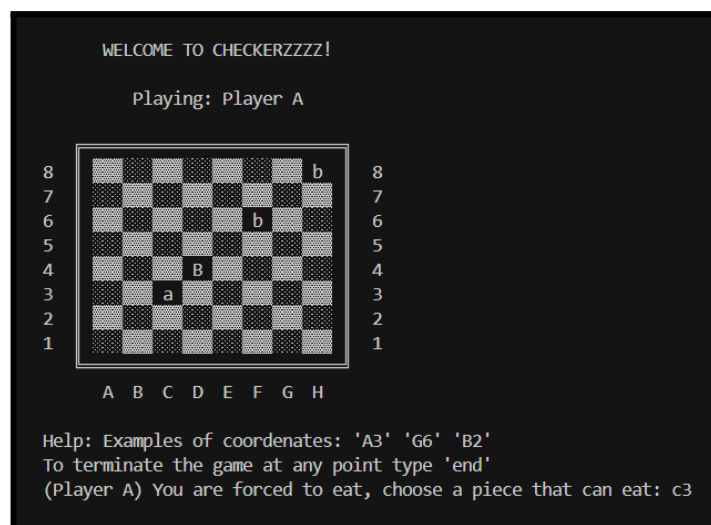 WELCOME TO CHECKERZZZZ!
Playing: Player A
8 b 8
7 7
6 b 6
5 5
4 B 4
3 a 3
2 2
1 1
A B C D E F G H
Help: Examples of coordenates: 'A3' 'G6' 'B2'
To terminate the game at any point type 'end'
(Player A) You are forced to eat, choose a piece that can eat: c3